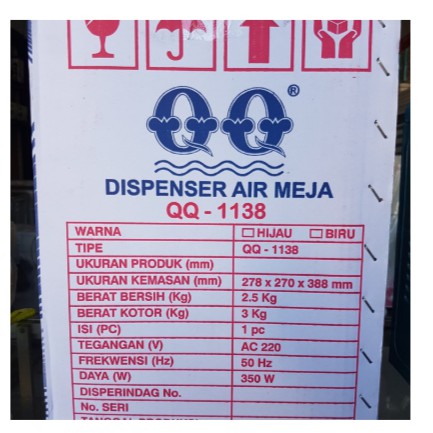 QQ®
DISPENSER AIR MEJA
QQ - 1138
WARNA HIJAU BIRU
TIPE QQ - 1138
UKURAN PRODUK (mm)
UKURAN KEMASAN (mm) 278 x 270 x 388 mm
BERAT BERSIH (Kg) 2.5 Kg
BERAT KOTOR (Kg) 3 Kg
ISI (PC) 1 pc
TEGANGAN (V) AC 220
FREKWENSI (Hz) 50 Hz
DAYA (W) 350 W
DISPERINDAG No.
No. SERI